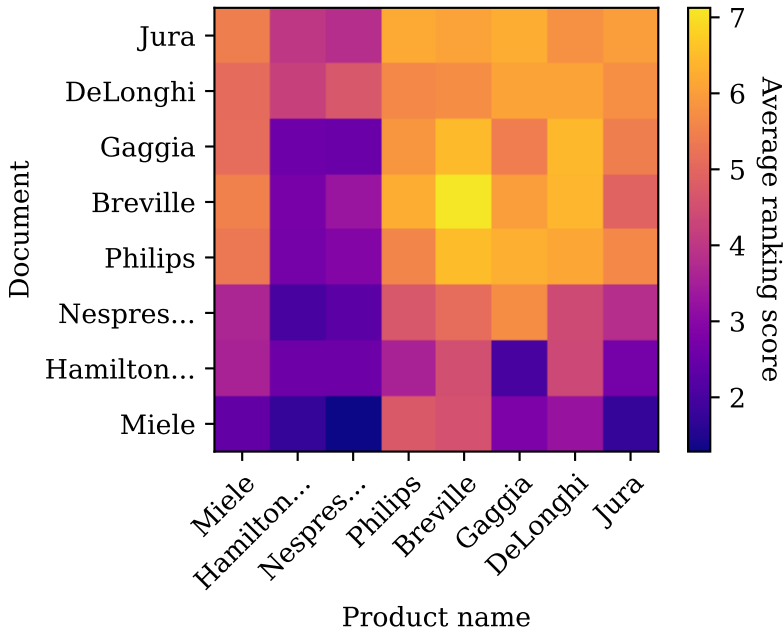 Jura
DeLonghi
Gaggia
Breville
Philips
Nespres...
Hamilton...
Miele
Document
Miele
Hamilton...
Nespres...
Philips
Breville
Gaggia
DeLonghi
Jura
Product name
7
6
5
4
3
2
Average ranking score